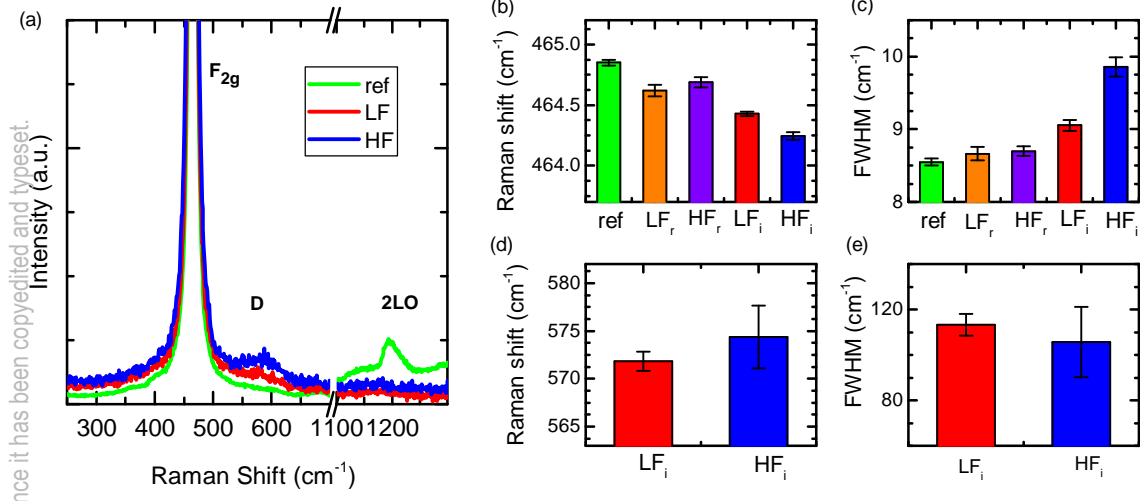 (a)
F2g
ref
LF
HF
D
2LO
Intensity (a.u.)
300 400 500 600 1100 1200
Raman Shift (cm-1)
nce it has been copyedited and typeset.
(b)
465.0
464.5
464.0
Raman shift (cm-1)
ref LFr HFr LFi HFi
(c)
10
9
8
FWHM (cm-1)
ref LFr HFr LFi HFi
(d)
580
575
570
565
Raman shift (cm-1)
LFi HFi
(e)
120
80
FWHM (cm-1)
LFi HFi